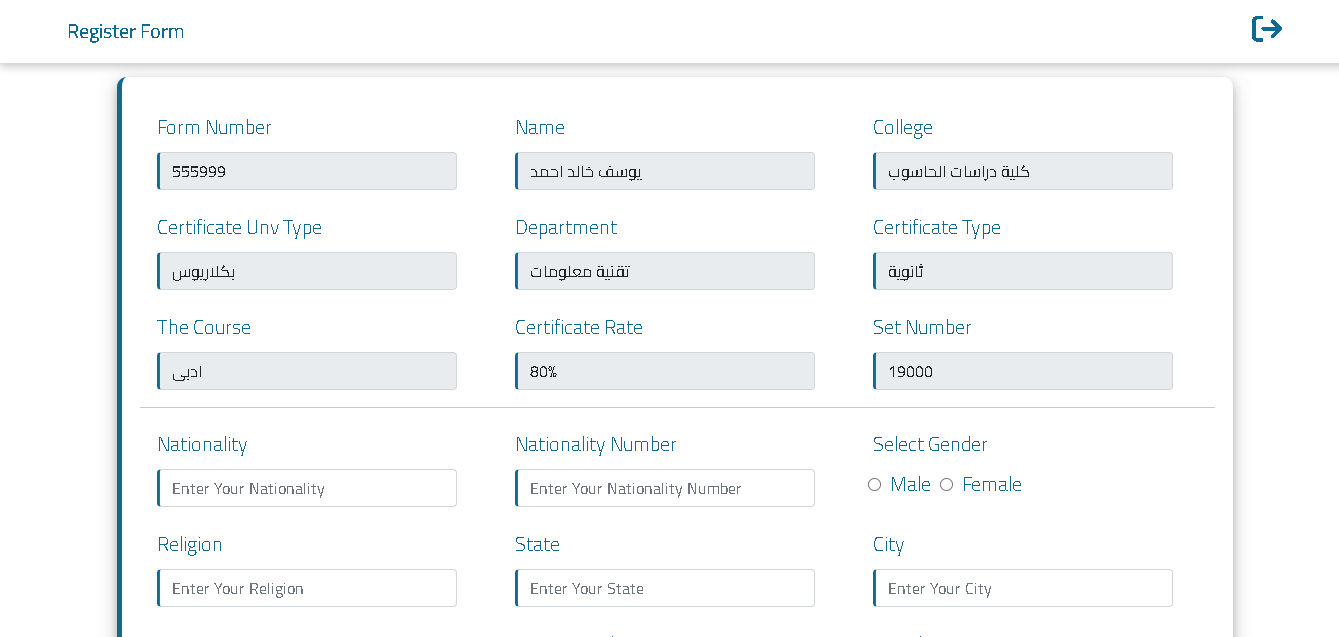 Register Form
Form Number Name College
555999 يوسف خالد احمد كلية دراسات الحاسوب
Certificate Unv Type Department Certificate Type
بكلاريوس تقنية معلومات ثانوية
The Course Certificate Rate Set Number
ادبى 80% 19000
Nationality Nationality Number Select Gender
Enter Your Nationality Enter Your Nationality Number Male Female
Religion State City
Enter Your Religion Enter Your State Enter Your City